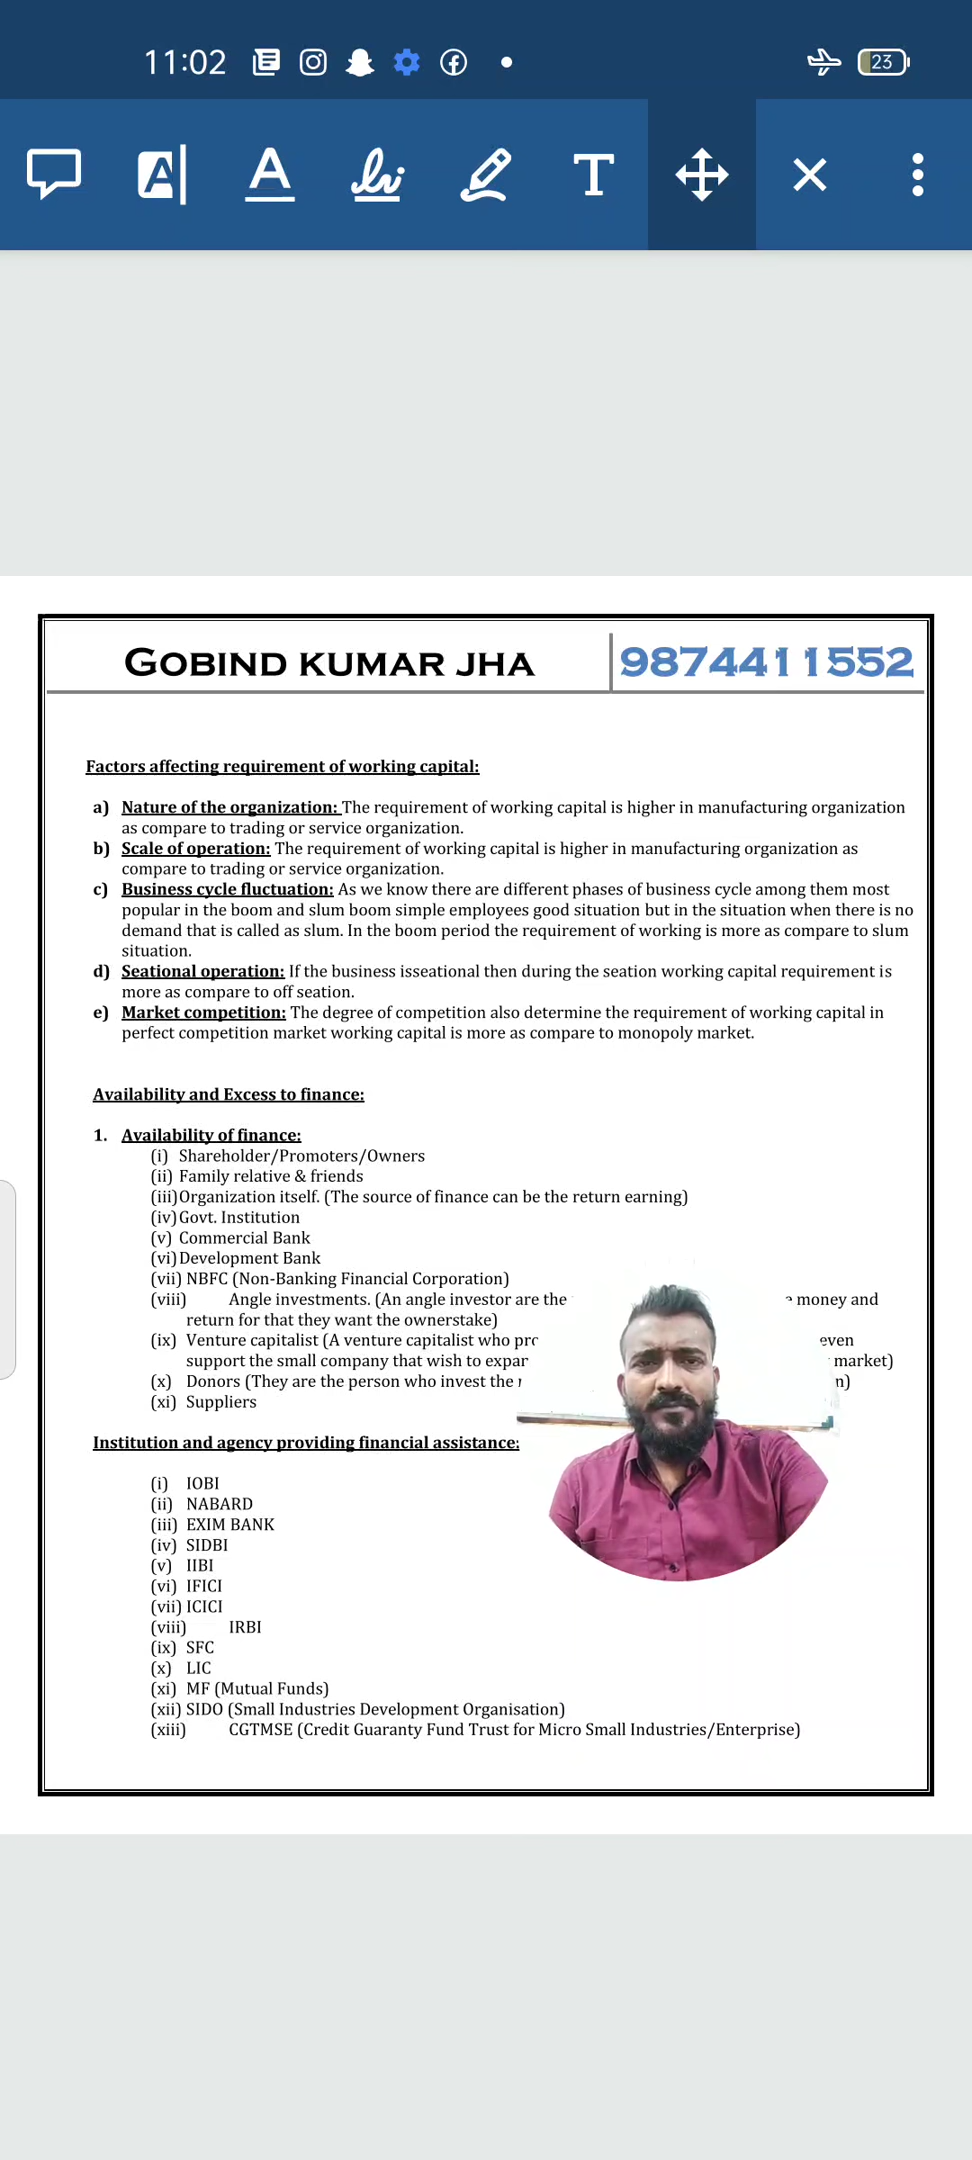 11:02
23
A
A
T
GOBIND KUMAR JHA
9874411552
Factors affecting requirement of working capital:
a) Nature of the organization: The requirement of working capital is higher in manufacturing organization
as compare to trading or service organization.
b) Scale of operation: The requirement of working capital is higher in manufacturing organization as
compare to trading or service organization.
c) Business cycle fluctuation: As we know there are different phases of business cycle among them most
popular in the boom and slum boom simple employees good situation but in the situation when there is no
demand that is called as slum. In the boom period the requirement of working is more as compare to slum
situation.
d) Seational operation: If the business isseational then during the seation working capital requirement is
more as compare to off seation.
e) Market competition: The degree of competition also determine the requirement of working capital in
perfect competition market working capital is more as compare to monopoly market.
Availability and Excess to finance:
1. Availability of finance:
(i) Shareholder/Promoters/Owners
(ii) Family relative & friends
(iii)Organization itself. (The source of finance can be the return earning)
(iv)Govt. Institution
(v) Commercial Bank
(vi)Development Bank
(vii) NBFC (Non-Banking Financial Corporation)
(viii) Angle investments. (An angle investor are the money and
return for that they want the ownerstake)
(ix) Venture capitalist (A venture capitalist who even
support the small company that wish to market)
(x) Donors (They are the person who invest the
(xi) Suppliers
Institution and agency providing financial assistance:
(i) IOBI
(ii) NABARD
(iii) EXIM BANK
(iv) SIDBI
(v) IIBI
(vi) IFICI
(vii) ICICI
(viii) IRBI
(ix) SFC
(x) LIC
(xi) MF (Mutual Funds)
(xii) SIDO (Small Industries Development Organisation)
(xiii) CGTMSE (Credit Guaranty Fund Trust for Micro Small Industries/Enterprise)